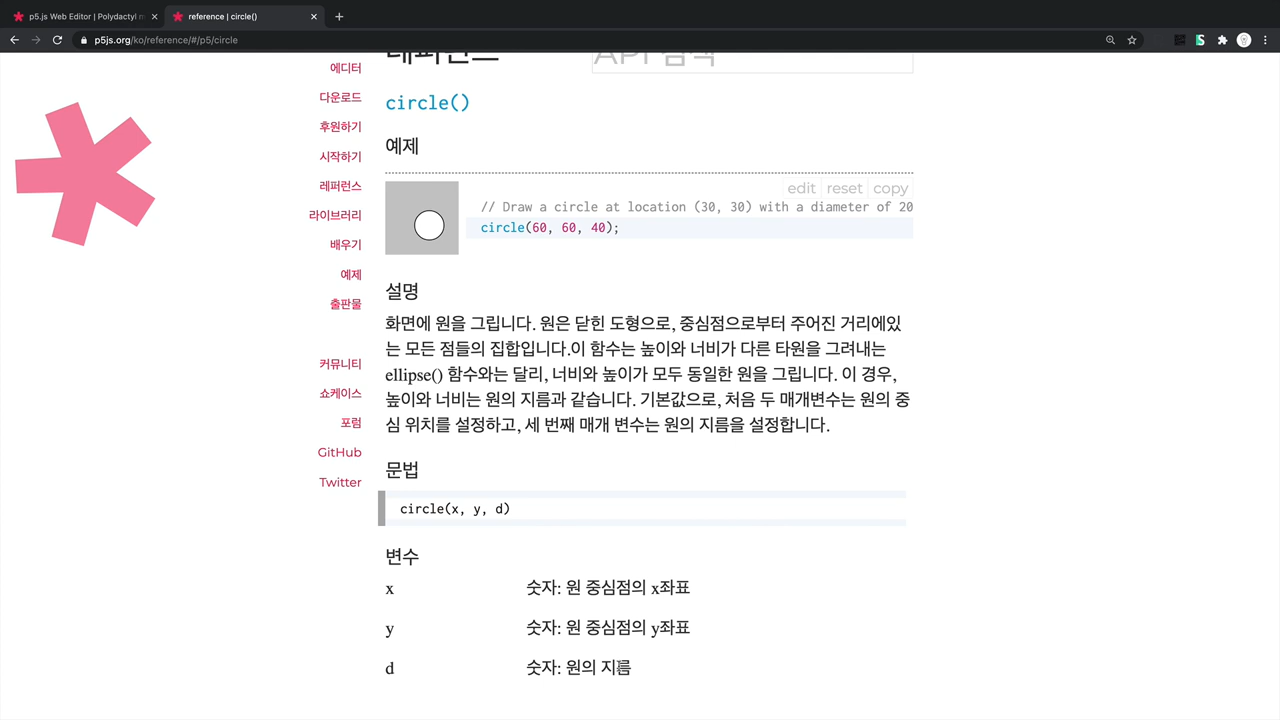 p5.js Web Editor | Polydactyl m
reference | circle()
p5js.org/ko/reference/#/p5/circle
레퍼런스
API 검색
에디터
다운로드
후원하기
시작하기
레퍼런스
라이브러리
배우기
예제
출판물
커뮤니티
쇼케이스
포럼
GitHub
Twitter
circle()
예제
edit reset copy
// Draw a circle at location (30, 30) with a diameter of 20
circle(60, 60, 40);
설명
화면에 원을 그립니다. 원은 닫힌 도형으로, 중심점으로부터 주어진 거리에있
는 모든 점들의 집합입니다.이 함수는 높이와 너비가 다른 타원을 그려내는
ellipse() 함수와는 달리, 너비와 높이가 모두 동일한 원을 그립니다. 이 경우,
높이와 너비는 원의 지름과 같습니다. 기본값으로, 처음 두 매개변수는 원의 중
심 위치를 설정하고, 세 번째 매개 변수는 원의 지름을 설정합니다.
문법
circle(x, y, d)
변수
x 숫자: 원 중심점의 x좌표
y 숫자: 원 중심점의 y좌표
d 숫자: 원의 지름